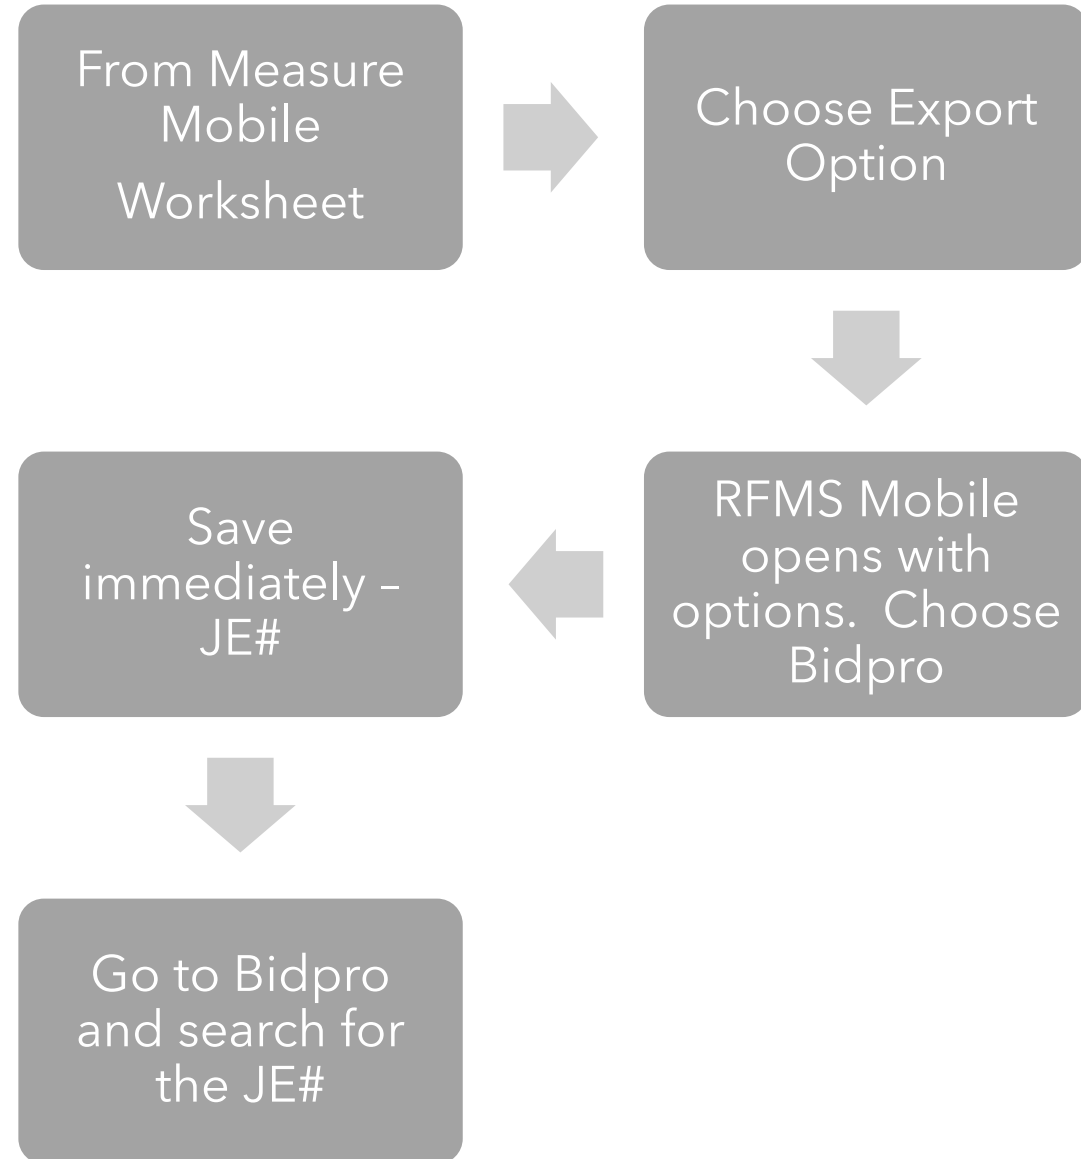 From Measure
Mobile
Worksheet
Choose Export
Option
RFMS Mobile
opens with
options.  Choose
Bidpro
Save
immediately –
JE#
Go to Bidpro
and search for
the JE#